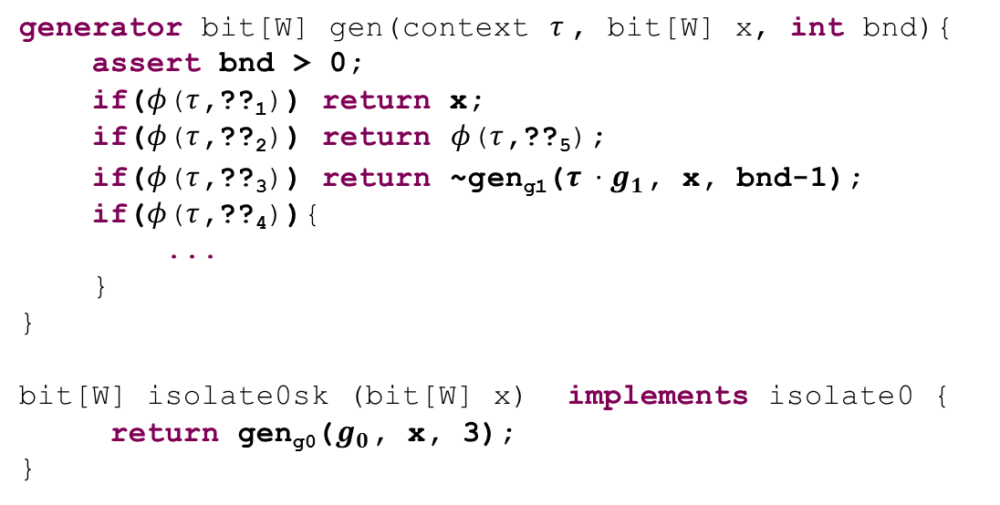 generator bit[W] gen(context τ, bit[W] x, int bnd){
assert bnd > 0;
if(ϕ(τ,??₁)) return x;
if(ϕ(τ,??₂)) return ϕ(τ,??₅);
if(ϕ(τ,??₃)) return ~gen_g1(τ · g₁, x, bnd-1);
if(ϕ(τ,??₄)){
...
}
}
bit[W] isolate0sk (bit[W] x) implements isolate0 {
return gen_g0(g₀, x, 3);
}